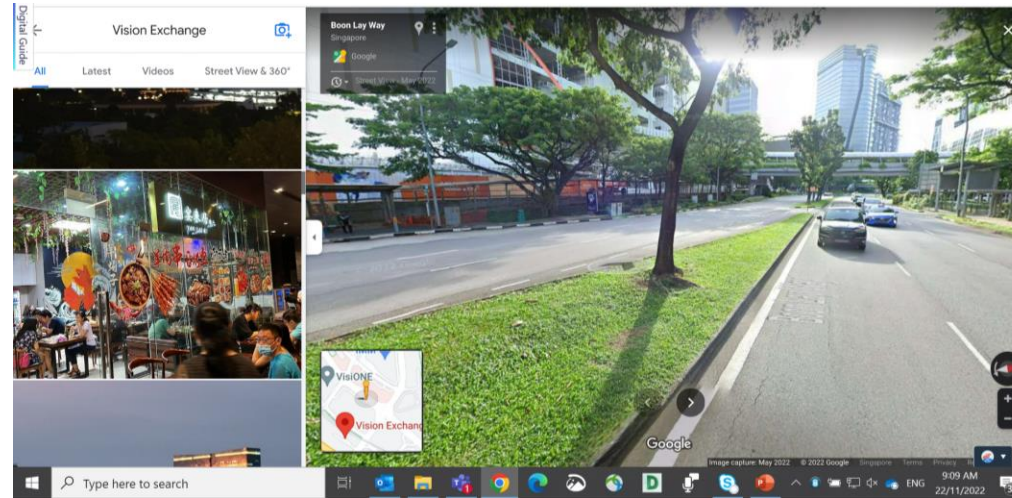 Digital Guide
Vision Exchange
All
Latest
Videos
Street View & 360°
Boon Lay Way
Singapore
Google
Street View - May 2022
VisiONE
Vision Exchang
Google
Image capture: May 2022
© 2022 Google
Singapore
Terms
Privacy
Type here to search
ENG
9:09 AM
22/11/2022